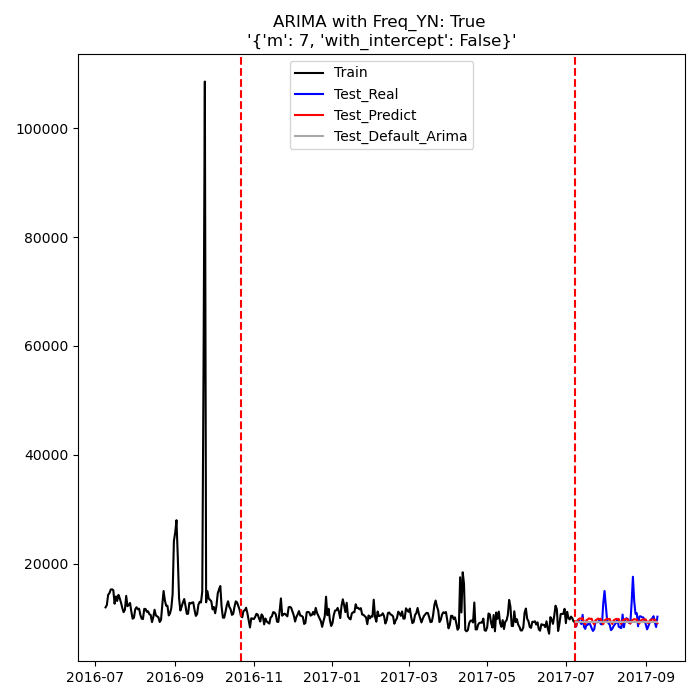 ARIMA with Freq_YN: True
'{'m': 7, 'with_intercept': False}'
Train
Test_Real
Test_Predict
Test_Default_Arima
100000
80000
60000
40000
20000
2016-07 2016-09 2016-11 2017-01 2017-03 2017-05 2017-07 2017-09